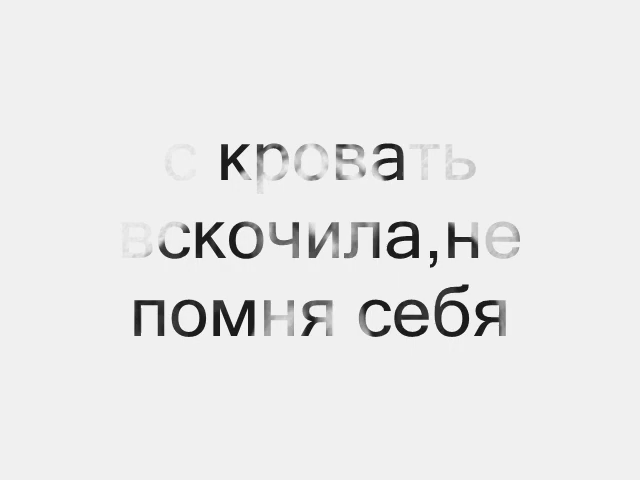 с кровать
вскочила,не
помня себя